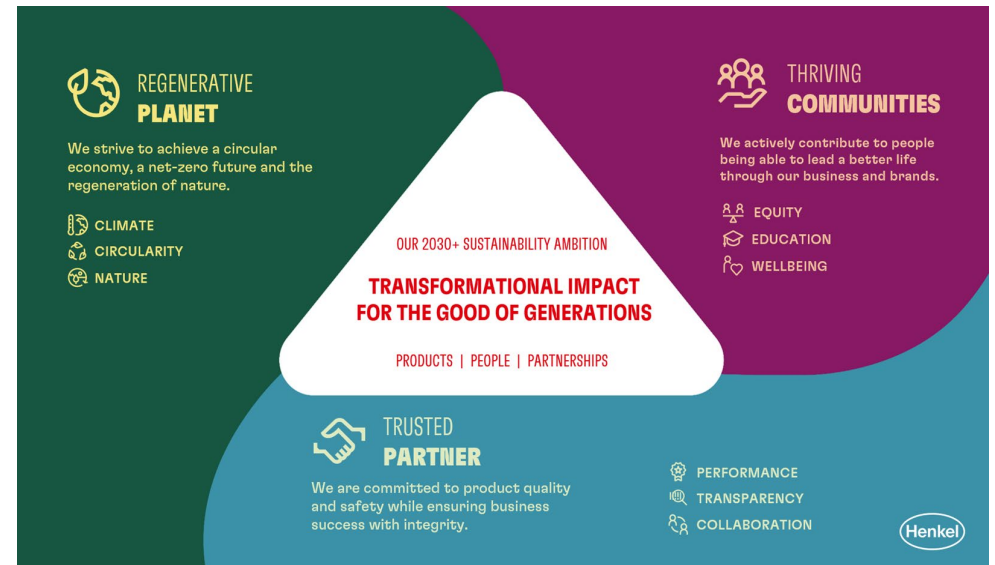 REGENERATIVE
PLANET
We strive to achieve a circular
economy, a net-zero future and the
regeneration of nature.
CLIMATE
CIRCULARITY
NATURE
THRIVING
COMMUNITIES
We actively contribute to people
being able to lead a better life
through our business and brands.
EQUITY
EDUCATION
WELLBEING
OUR 2030+ SUSTAINABILITY AMBITION
TRANSFORMATIONAL IMPACT
FOR THE GOOD OF GENERATIONS
PRODUCTS | PEOPLE | PARTNERSHIPS
TRUSTED
PARTNER
We are committed to product quality
and safety while ensuring business
success with integrity.
PERFORMANCE
TRANSPARENCY
COLLABORATION
Henkel